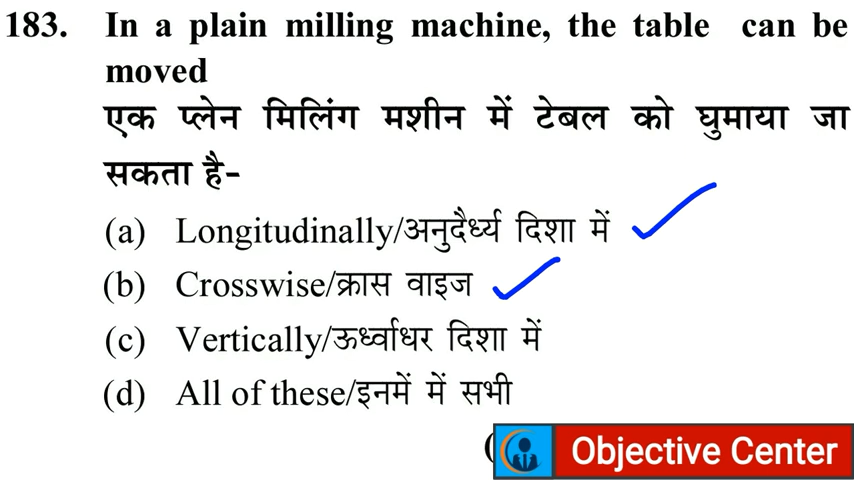 183. In a plain milling machine, the table can be
moved
एक प्लेन मिलिंग मशीन में टेबल को घुमाया जा
सकता है-
(a) Longitudinally/अनुदैर्ध्य दिशा में
(b) Crosswise/क्रास वाइज
(c) Vertically/ऊर्ध्वाधर दिशा में
(d) All of these/इनमें में सभी
(
Objective Center